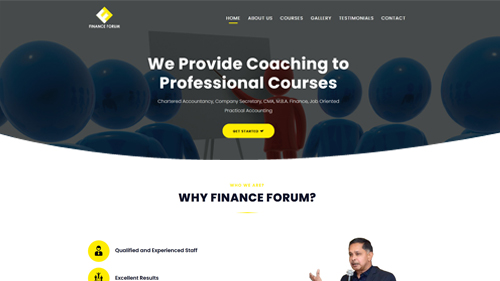 FINANCE FORUM
HOME ABOUT US COURSES GALLERY TESTIMONIALS CONTACT
We Provide Coaching to
Professional Courses
Chartered Accountancy, Company Secretary, CMA, M.B.A. Finance, Job Oriented
Practical Accounting
GET STARTED
WHO WE ARE?
WHY FINANCE FORUM?
Qualified and Experienced Staff
Excellent Results